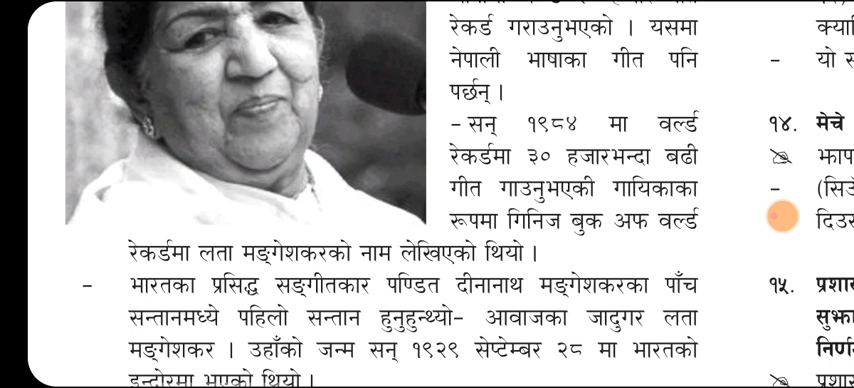 रेकर्ड गराउनुभएको । यसमा
नेपाली भाषाका गीत पनि
पर्छन् ।
– सन् १९८४ मा वर्ल्ड
रेकर्डमा ३० हजारभन्दा बढी
गीत गाउनुभएकी गायिकाका
रूपमा गिनिज बुक अफ वर्ल्ड
रेकर्डमा लता मङ्गेशकरको नाम लेखिएको थियो ।
– भारतका प्रसिद्ध सङ्गीतकार पण्डित दीनानाथ मङ्गेशकरका पाँच
सन्तानमध्ये पहिलो सन्तान हुनुहुन्थ्यो– आवाजका जादुगर लता
मङ्गेशकर । उहाँको जन्म सन् १९२९ सेप्टेम्बर २८ मा भारतको
इन्दोरमा भएको थियो ।
– यो
१४. मेचे
–
१५.